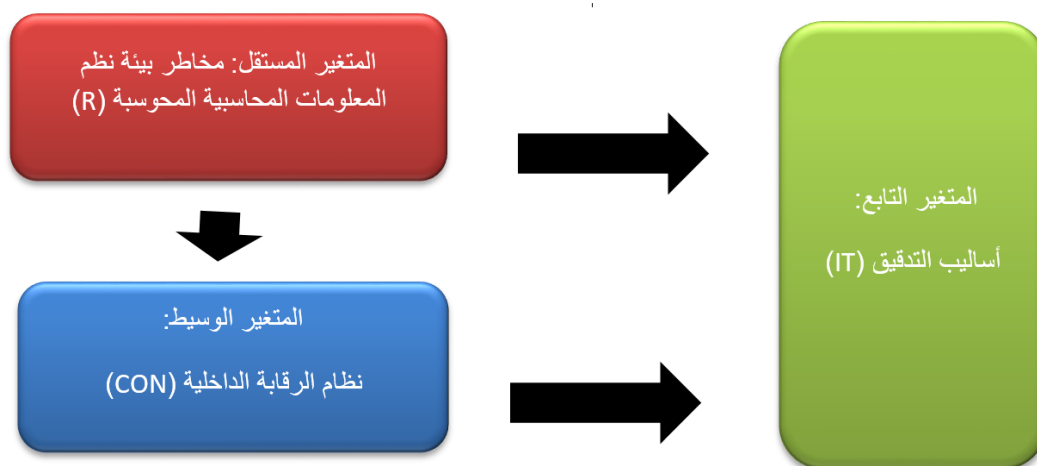 المتغير المستقل: مخاطر بيئة نظم
المعلومات المحاسبية المحوسبة (R)
المتغير التابع:
أساليب التدقيق (IT)
المتغير الوسيط:
نظام الرقابة الداخلية (CON)